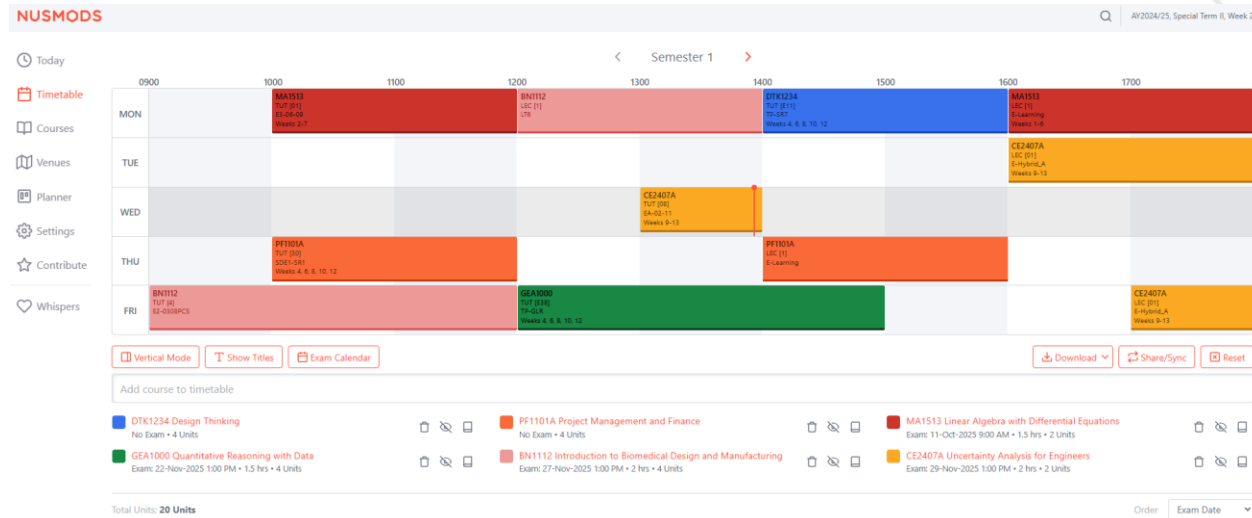 NUSMODS
AY2024/25, Special Term II, Week 2
Today
Timetable
Courses
Venues
Planner
Settings
Contribute
Whispers
Semester 1
0900 1000 1100 1200 1300 1400 1500 1600 1700
MON
MA1513
TUT [01]
E3-06-09
Weeks 2-7
BN1112
LEC [1]
LT6
DTK1234
TUT [E11]
TP-SR7
Weeks 4, 6, 8, 10, 12
MA1513
LEC [1]
E-Learning
Weeks 1-6
TUE
CE2407A
LEC [01]
E-Hybrid_A
Weeks 9-13
WED
CE2407A
TUT [08]
EA-02-11
Weeks 9-13
THU
PF1101A
TUT [30]
SDE1-SR1
Weeks 4, 6, 8, 10, 12
PF1101A
LEC [1]
E-Learning
FRI
BN1112
TUT [4]
E2-0308PCS
GEA1000
TUT [E38]
TP-GLR
Weeks 4, 6, 8, 10, 12
CE2407A
LEC [01]
E-Hybrid_A
Weeks 9-13
Vertical Mode
Show Titles
Exam Calendar
Download
Share/Sync
Reset
Add course to timetable
DTK1234 Design Thinking
No Exam • 4 Units
PF1101A Project Management and Finance
No Exam • 4 Units
MA1513 Linear Algebra with Differential Equations
Exam: 11-Oct-2025 9:00 AM • 1.5 hrs • 2 Units
GEA1000 Quantitative Reasoning with Data
Exam: 22-Nov-2025 1:00 PM • 1.5 hrs • 4 Units
BN1112 Introduction to Biomedical Design and Manufacturing
Exam: 27-Nov-2025 1:00 PM • 2 hrs • 4 Units
CE2407A Uncertainty Analysis for Engineers
Exam: 29-Nov-2025 1:00 PM • 2 hrs • 2 Units
Total Units: 20 Units
Order
Exam Date